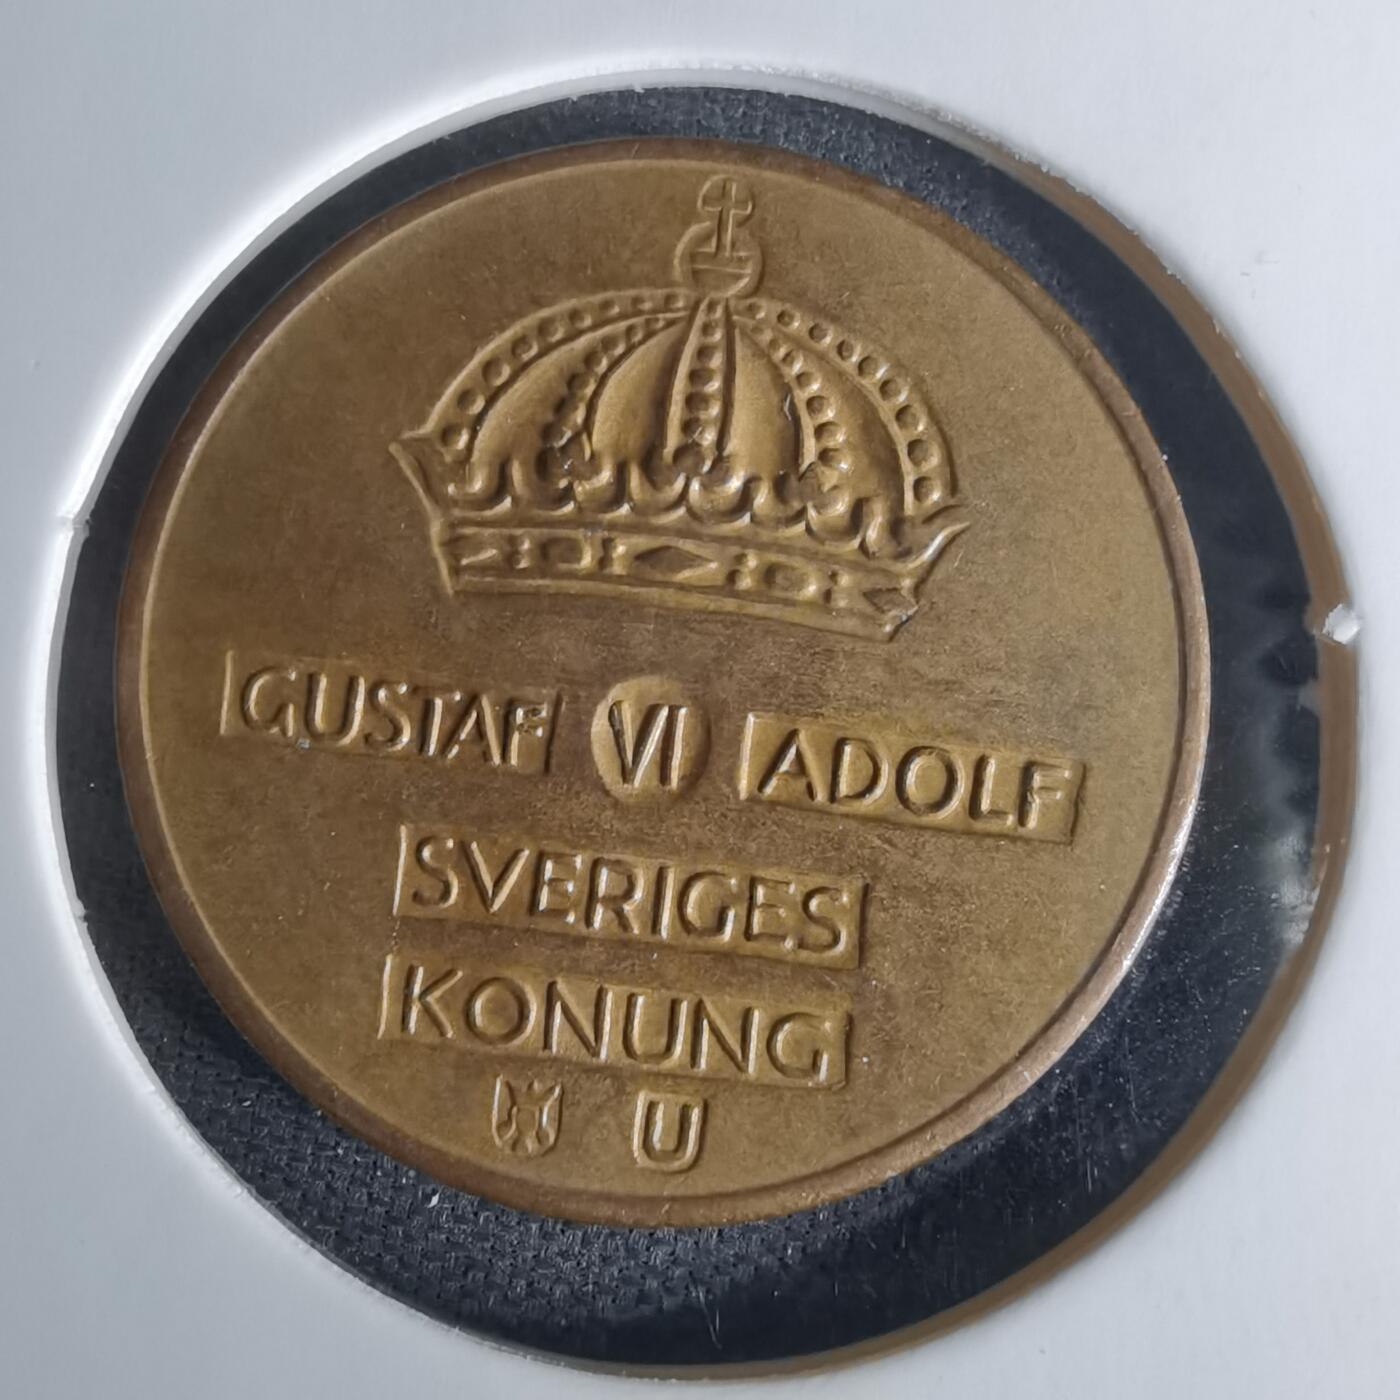 GUSTAF VI ADOLF
SVERIGES
KONUNG
U